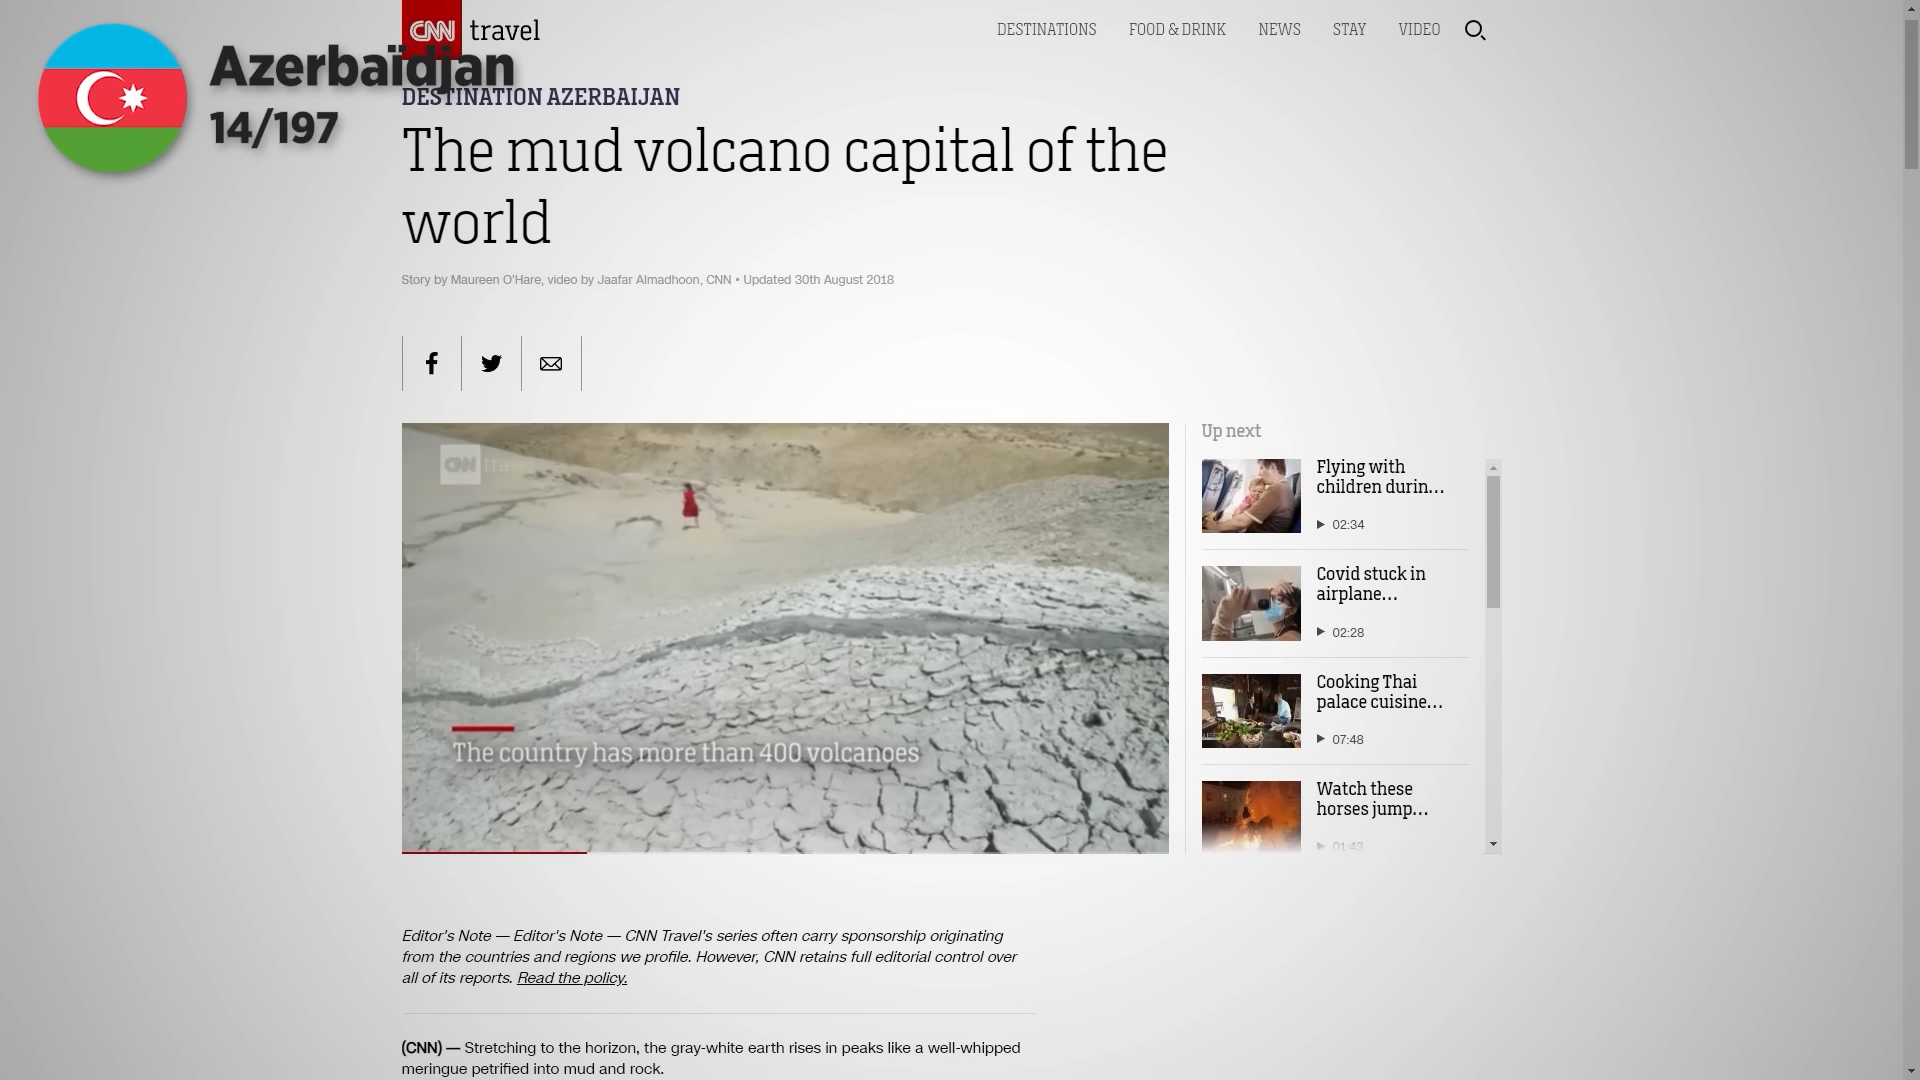 Azerbaïdjan
14/197
CNN travel
DESTINATIONS FOOD & DRINK NEWS STAY VIDEO
DESTINATION AZERBAIJAN
The mud volcano capital of the
world
Story by Maureen O'Hare, video by Jaafar Almadhoon, CNN • Updated 30th August 2018
CNN travel
The country has more than 400 volcanoes
Up next
Flying with
children durin...
02:34
Covid stuck in
airplane...
02:28
Cooking Thai
palace cuisine...
07:48
Watch these
horses jump...
01:43
Editor's Note — Editor's Note — CNN Travel's series often carry sponsorship originating
from the countries and regions we profile. However, CNN retains full editorial control over
all of its reports. Read the policy.
(CNN) — Stretching to the horizon, the gray-white earth rises in peaks like a well-whipped
meringue petrified into mud and rock.